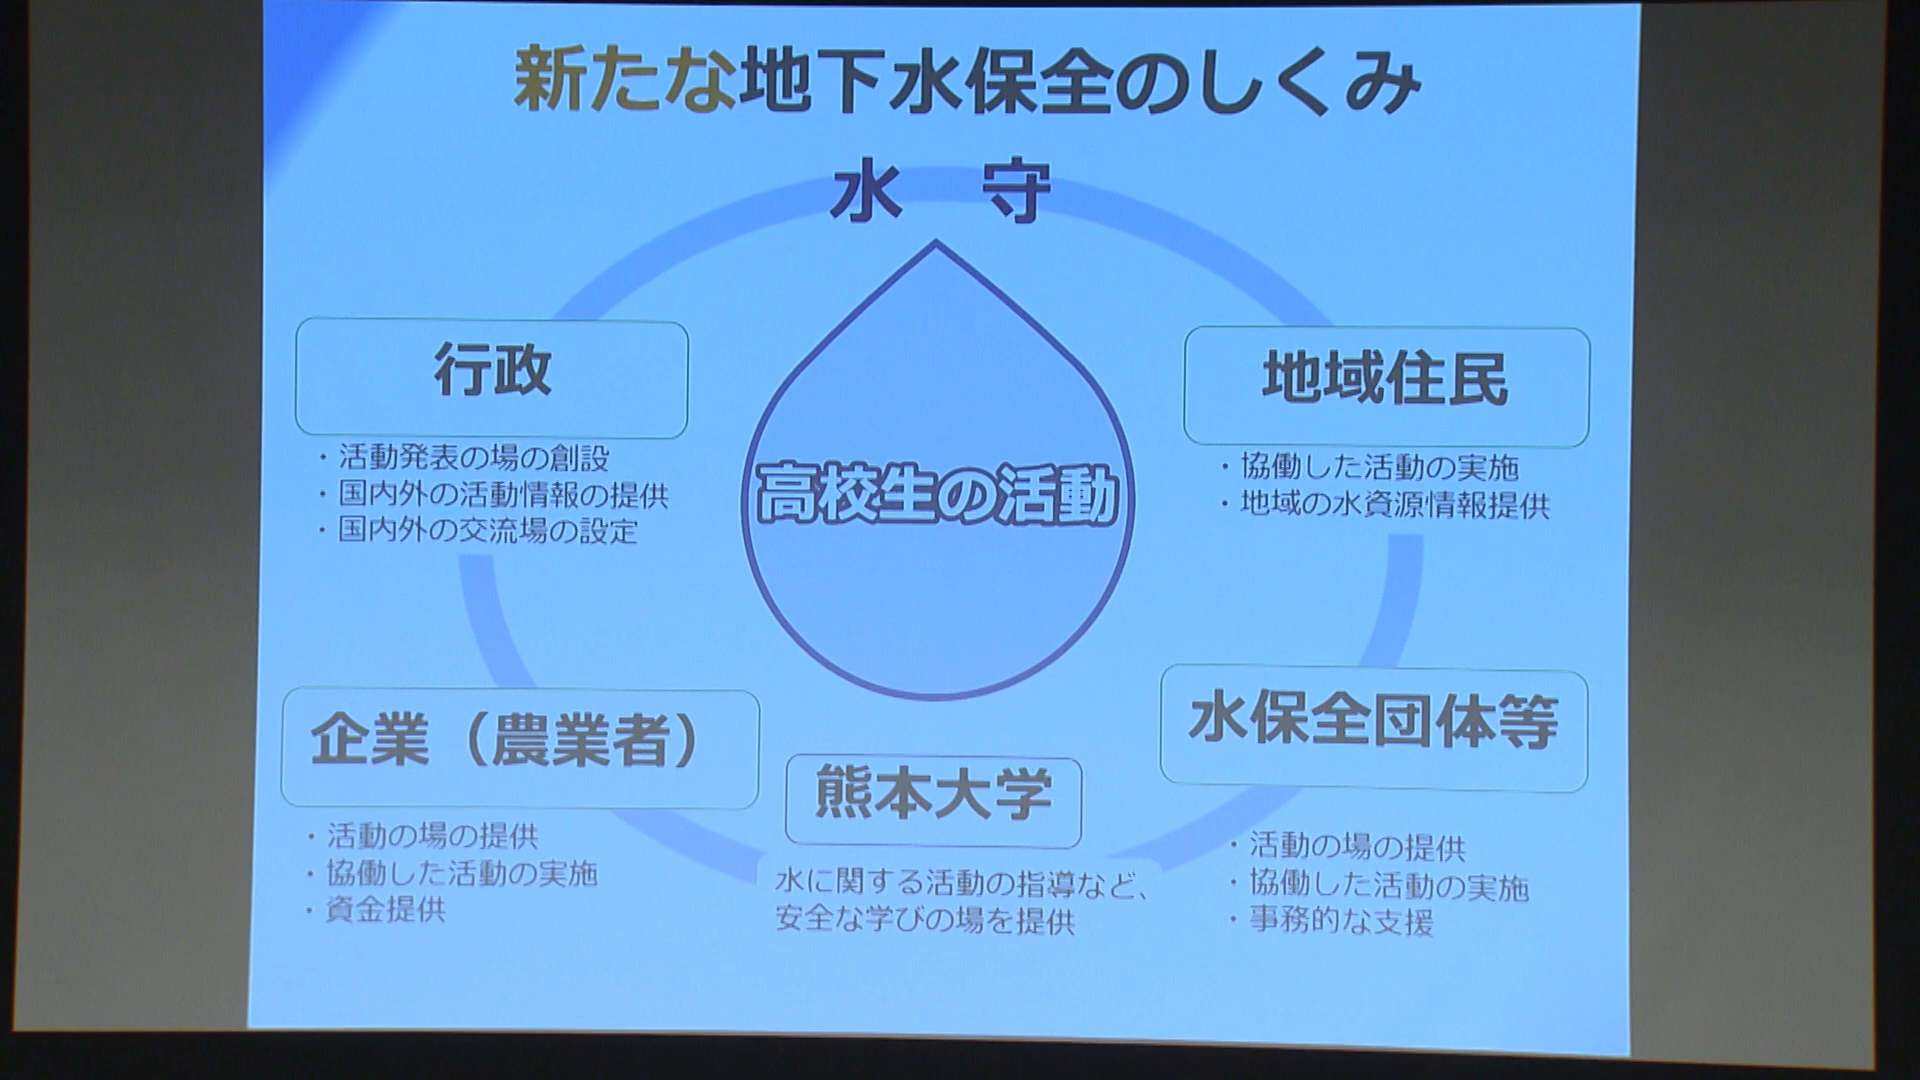 新たな地下水保全のしくみ
水 守
行政
・活動発表の場の創設
・国内外の活動情報の提供
・国内外の交流場の設定
地域住民
・協働した活動の実施
・地域の水資源情報提供
高校生の活動
企業（農業者）
・活動の場の提供
・協働した活動の実施
・資金提供
熊本大学
水に関する活動の指導など、
安全な学びの場を提供
水保全団体等
・活動の場の提供
・協働した活動の実施
・事務的な支援